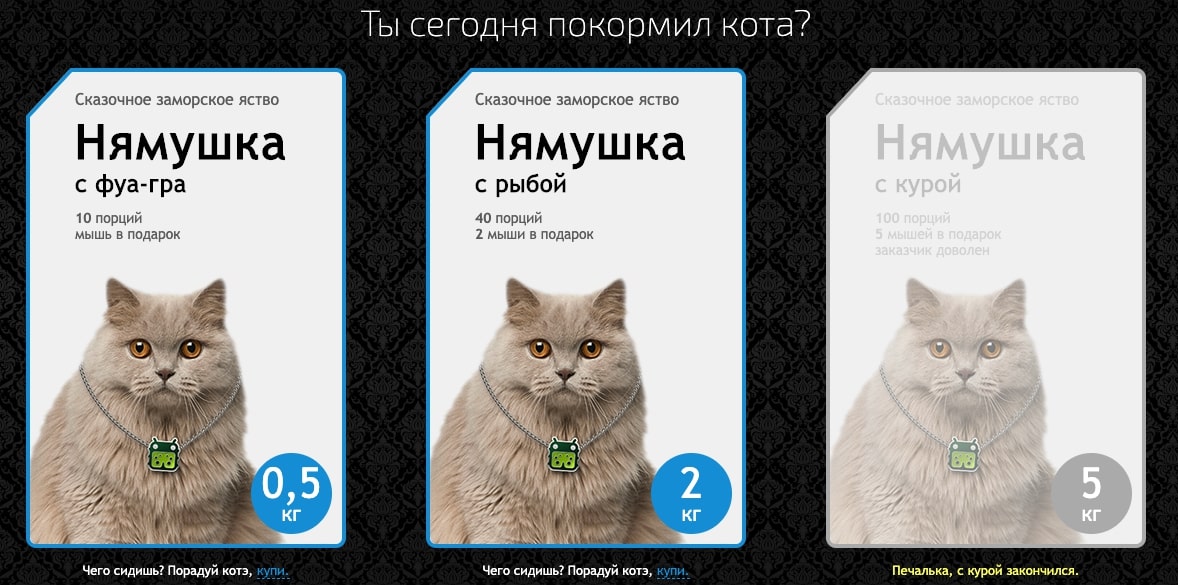 Ты сегодня покормил кота?
Сказочное заморское яство
Нямушка
с фуа-гра
10 порций
мышь в подарок
0,5
кг
Чего сидишь? Порадуй котэ, купи.
Сказочное заморское яство
Нямушка
с рыбой
40 порций
2 мыши в подарок
2
кг
Чего сидишь? Порадуй котэ, купи.
Сказочное заморское яство
Нямушка
с курой
100 порций
5 мышей в подарок
заказчик доволен
5
кг
Печалька, с курой закончился.